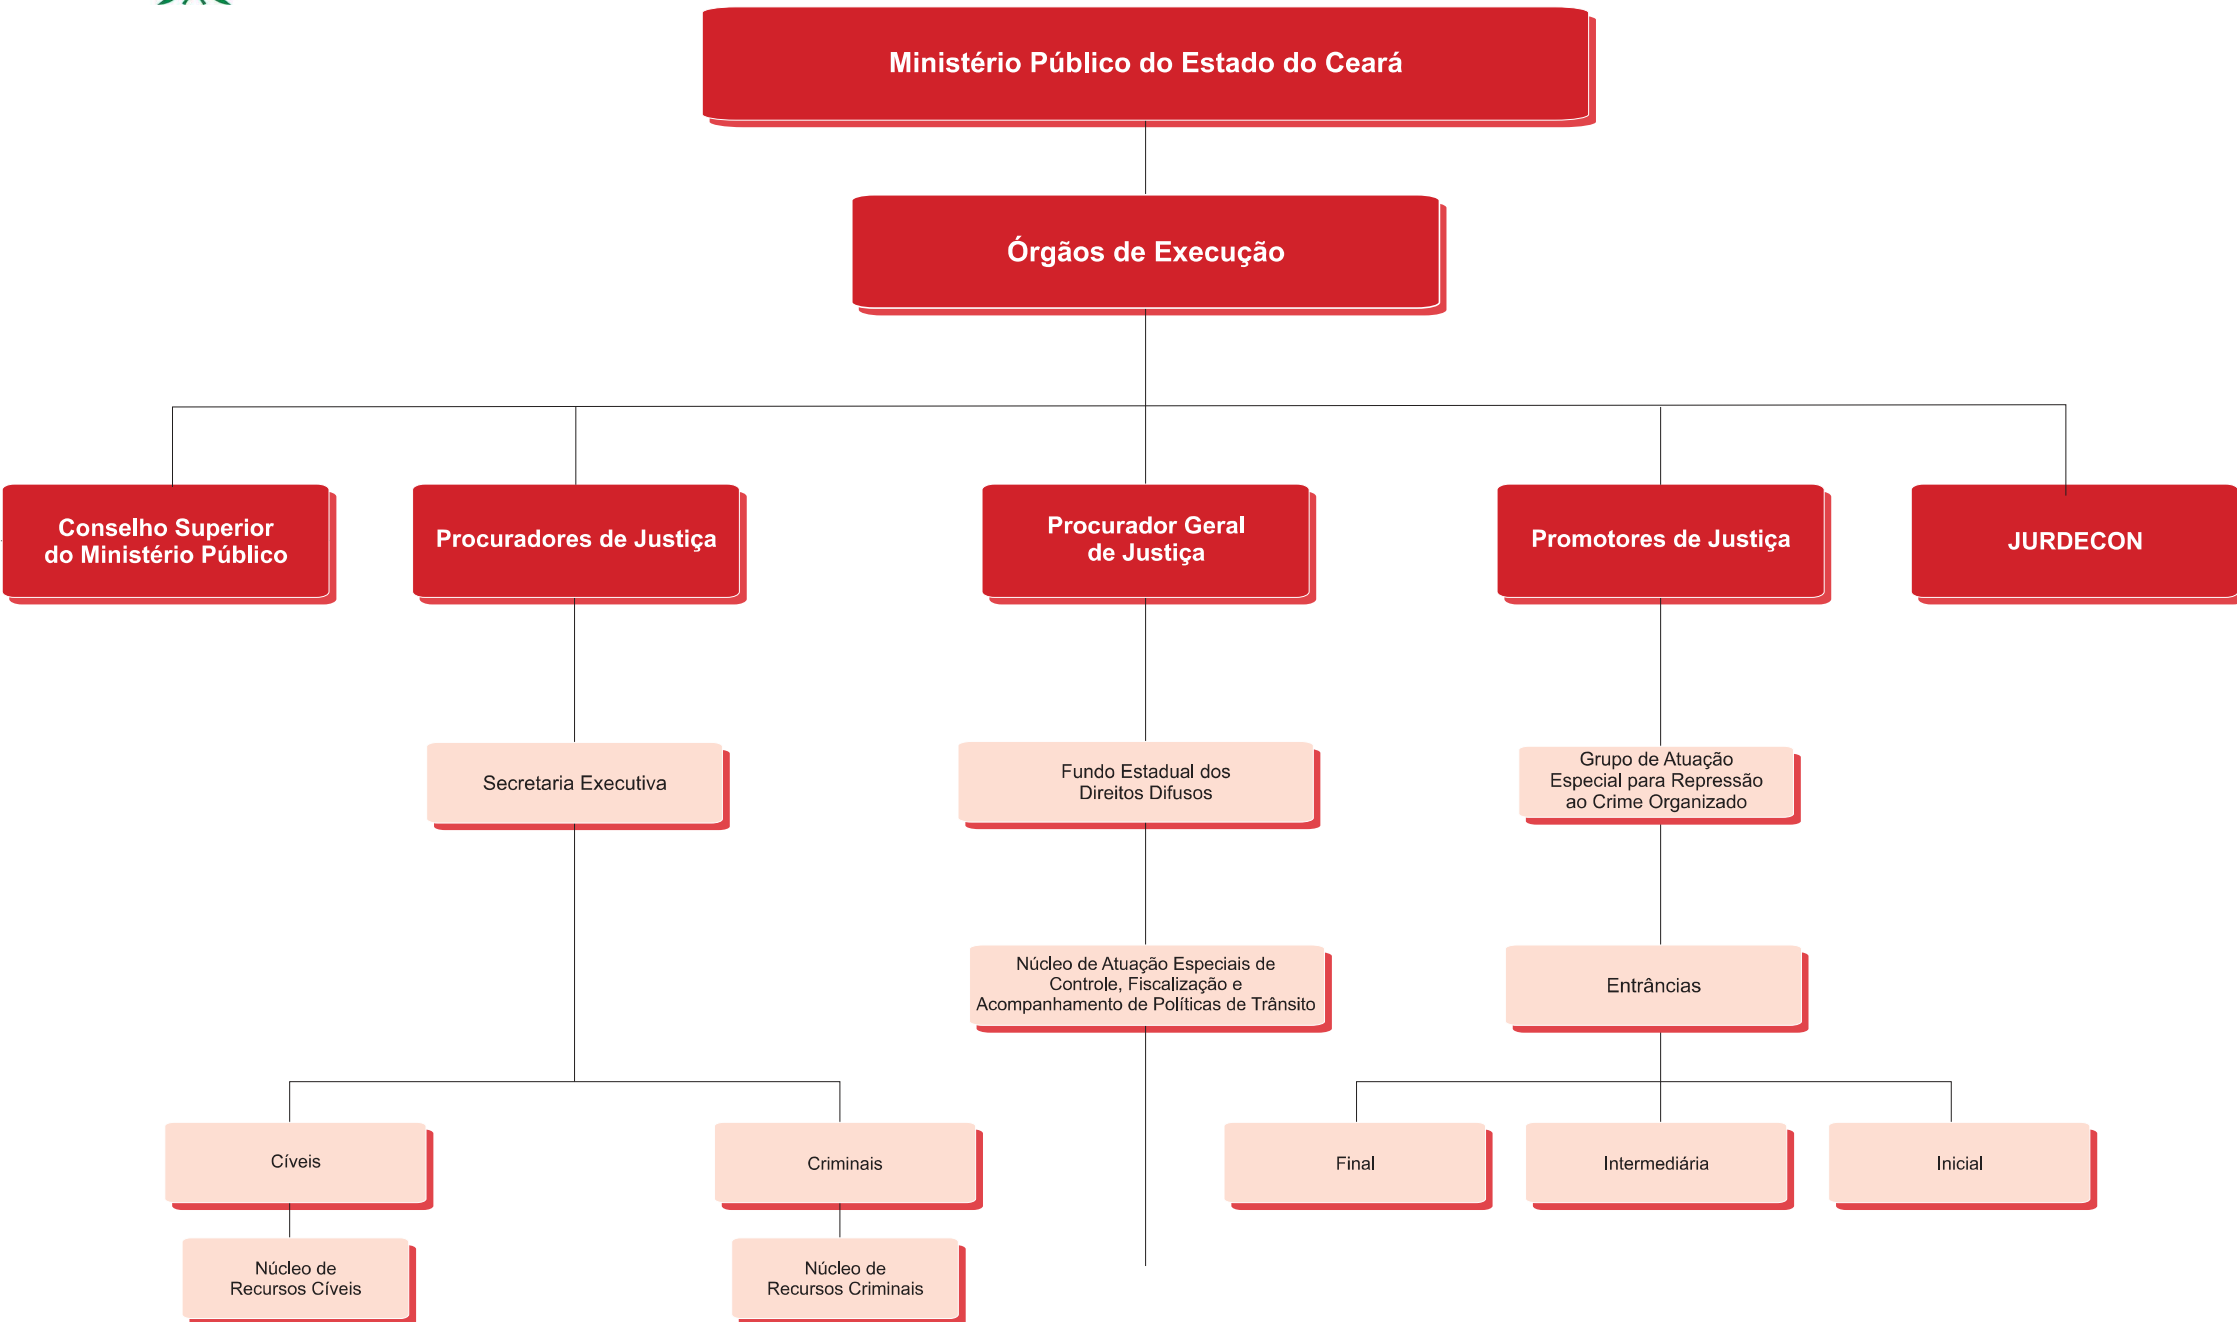 Ministério Público do Estado do Ceará
Órgãos de Execução
Conselho Superior
do Ministério Público
Procuradores de Justiça
Procurador Geral
de Justiça
Promotores de Justiça
JURDECON
Secretaria Executiva
Fundo Estadual dos
Direitos Difusos
Grupo de Atuação
Especial para Repressão
ao Crime Organizado
Núcleo de Atuação Especiais de
Controle, Fiscalização e
Acompanhamento de Políticas de Trânsito
Entrâncias
Cíveis
Criminais
Final
Intermediária
Inicial
Núcleo de
Recursos Cíveis
Núcleo de
Recursos Criminais